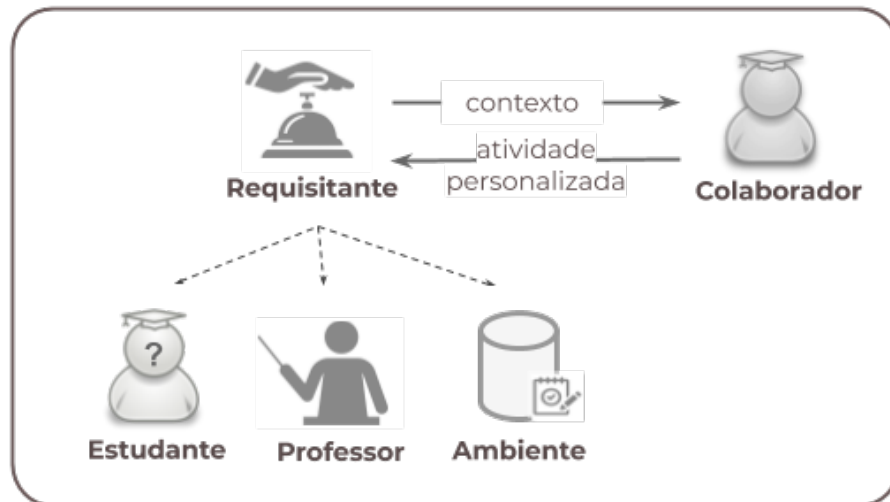 contexto
atividade
personalizada
Requisitante
Colaborador
?
Estudante
Professor
Ambiente